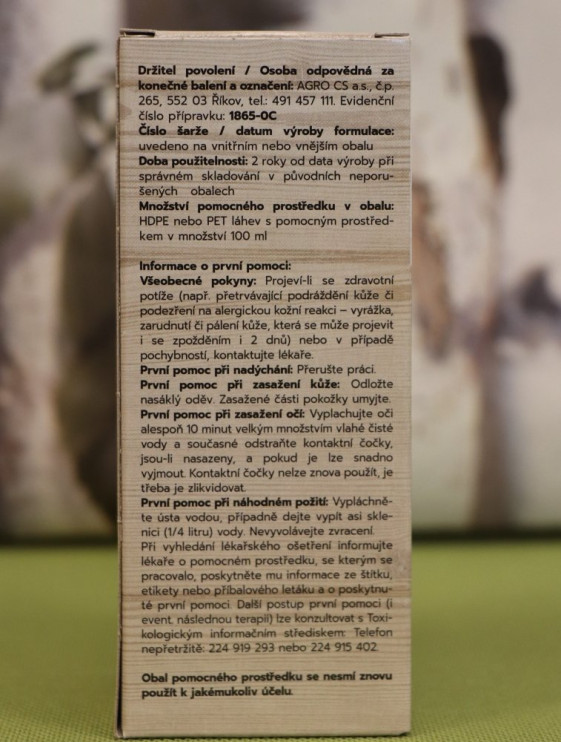 Držitel povolení / Osoba odpovědná za
konečné balení a označení: AGRO CS a.s., č.p.
265, 552 03 Říkov, tel.: 491 457 111. Evidenční
číslo přípravku: 1865-0C
Číslo šarže / datum výroby formulace:
uvedeno na vnitřním nebo vnějším obalu
Doba použitelnosti: 2 roky od data výroby při
správném skladování v původních neporu-
šených obalech
Množství pomocného prostředku v obalu:
HDPE nebo PET láhev s pomocným prostřed-
kem v množství 100 ml
Informace o první pomoci:
Všeobecné pokyny: Projeví-li se zdravotní
potíže (např. přetrvávající podráždění kůže či
podezření na alergickou kožní reakci – vyrážka,
zarudnutí či pálení kůže, která se může projevit
i se zpožděním i 2 dnů) nebo v případě
pochybností, kontaktujte lékaře.
První pomoc při nadýchání: Přerušte práci.
První pomoc při zasažení kůže: Odložte
nasáklý oděv. Zasažené části pokožky umyjte.
První pomoc při zasažení očí: Vyplachujte oči
alespoň 10 minut velkým množstvím vlahé čisté
vody a současné odstraňte kontaktní čočky,
jsou-li nasazeny, a pokud je lze snadno
vyjmout. Kontaktní čočky nelze znova použít, je
třeba je zlikvidovat.
První pomoc při náhodném požití: Vypláchně-
te ústa vodou, případně dejte vypít asi skle-
nici (1/4 litru) vody. Nevyvolávejte zvracení.
Při vyhledání lékařského ošetření informujte
lékaře o pomocném prostředku, se kterým se
pracovalo, poskytněte mu informace ze štítku,
etikety nebo příbalového letáku a o poskytnu-
té první pomoci. Další postup první pomoci (i
event. následnou terapii) lze konzultovat s Toxi-
kologickým informačním střediskem: Telefon
nepřetržitě: 224 919 293 nebo 224 915 402.
Obal pomocného prostředku se nesmí znovu
použít k jakémukoliv účelu.